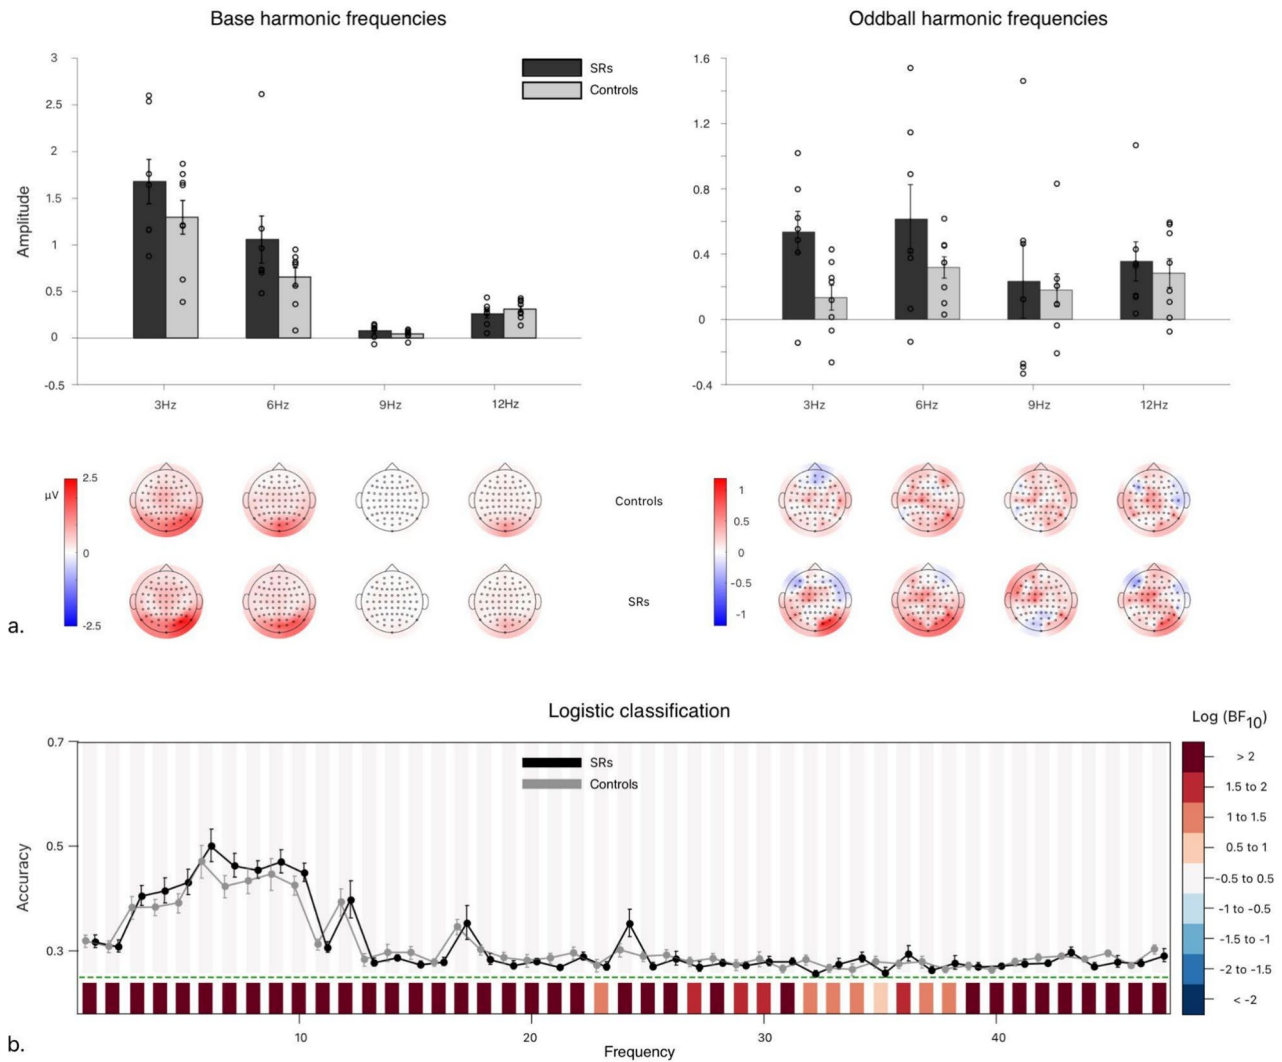 Base harmonic frequencies
Oddball harmonic frequencies
SRs
Controls
Amplitude
3
2.5
2
1.5
1
0.5
0
-0.5
3Hz
6Hz
9Hz
12Hz
1.6
1.2
0.8
0.4
0
-0.4
3Hz
6Hz
9Hz
12Hz
μV
2.5
0
-2.5
Controls
SRs
1
0.5
0
-0.5
-1
a.
Logistic classification
SRs
Controls
Accuracy
0.7
0.5
0.3
10
20
30
40
Frequency
Log (BF10)
> 2
1.5 to 2
1 to 1.5
0.5 to 1
-0.5 to 0.5
-1 to -0.5
-1.5 to -1
-2 to -1.5
< -2
b.